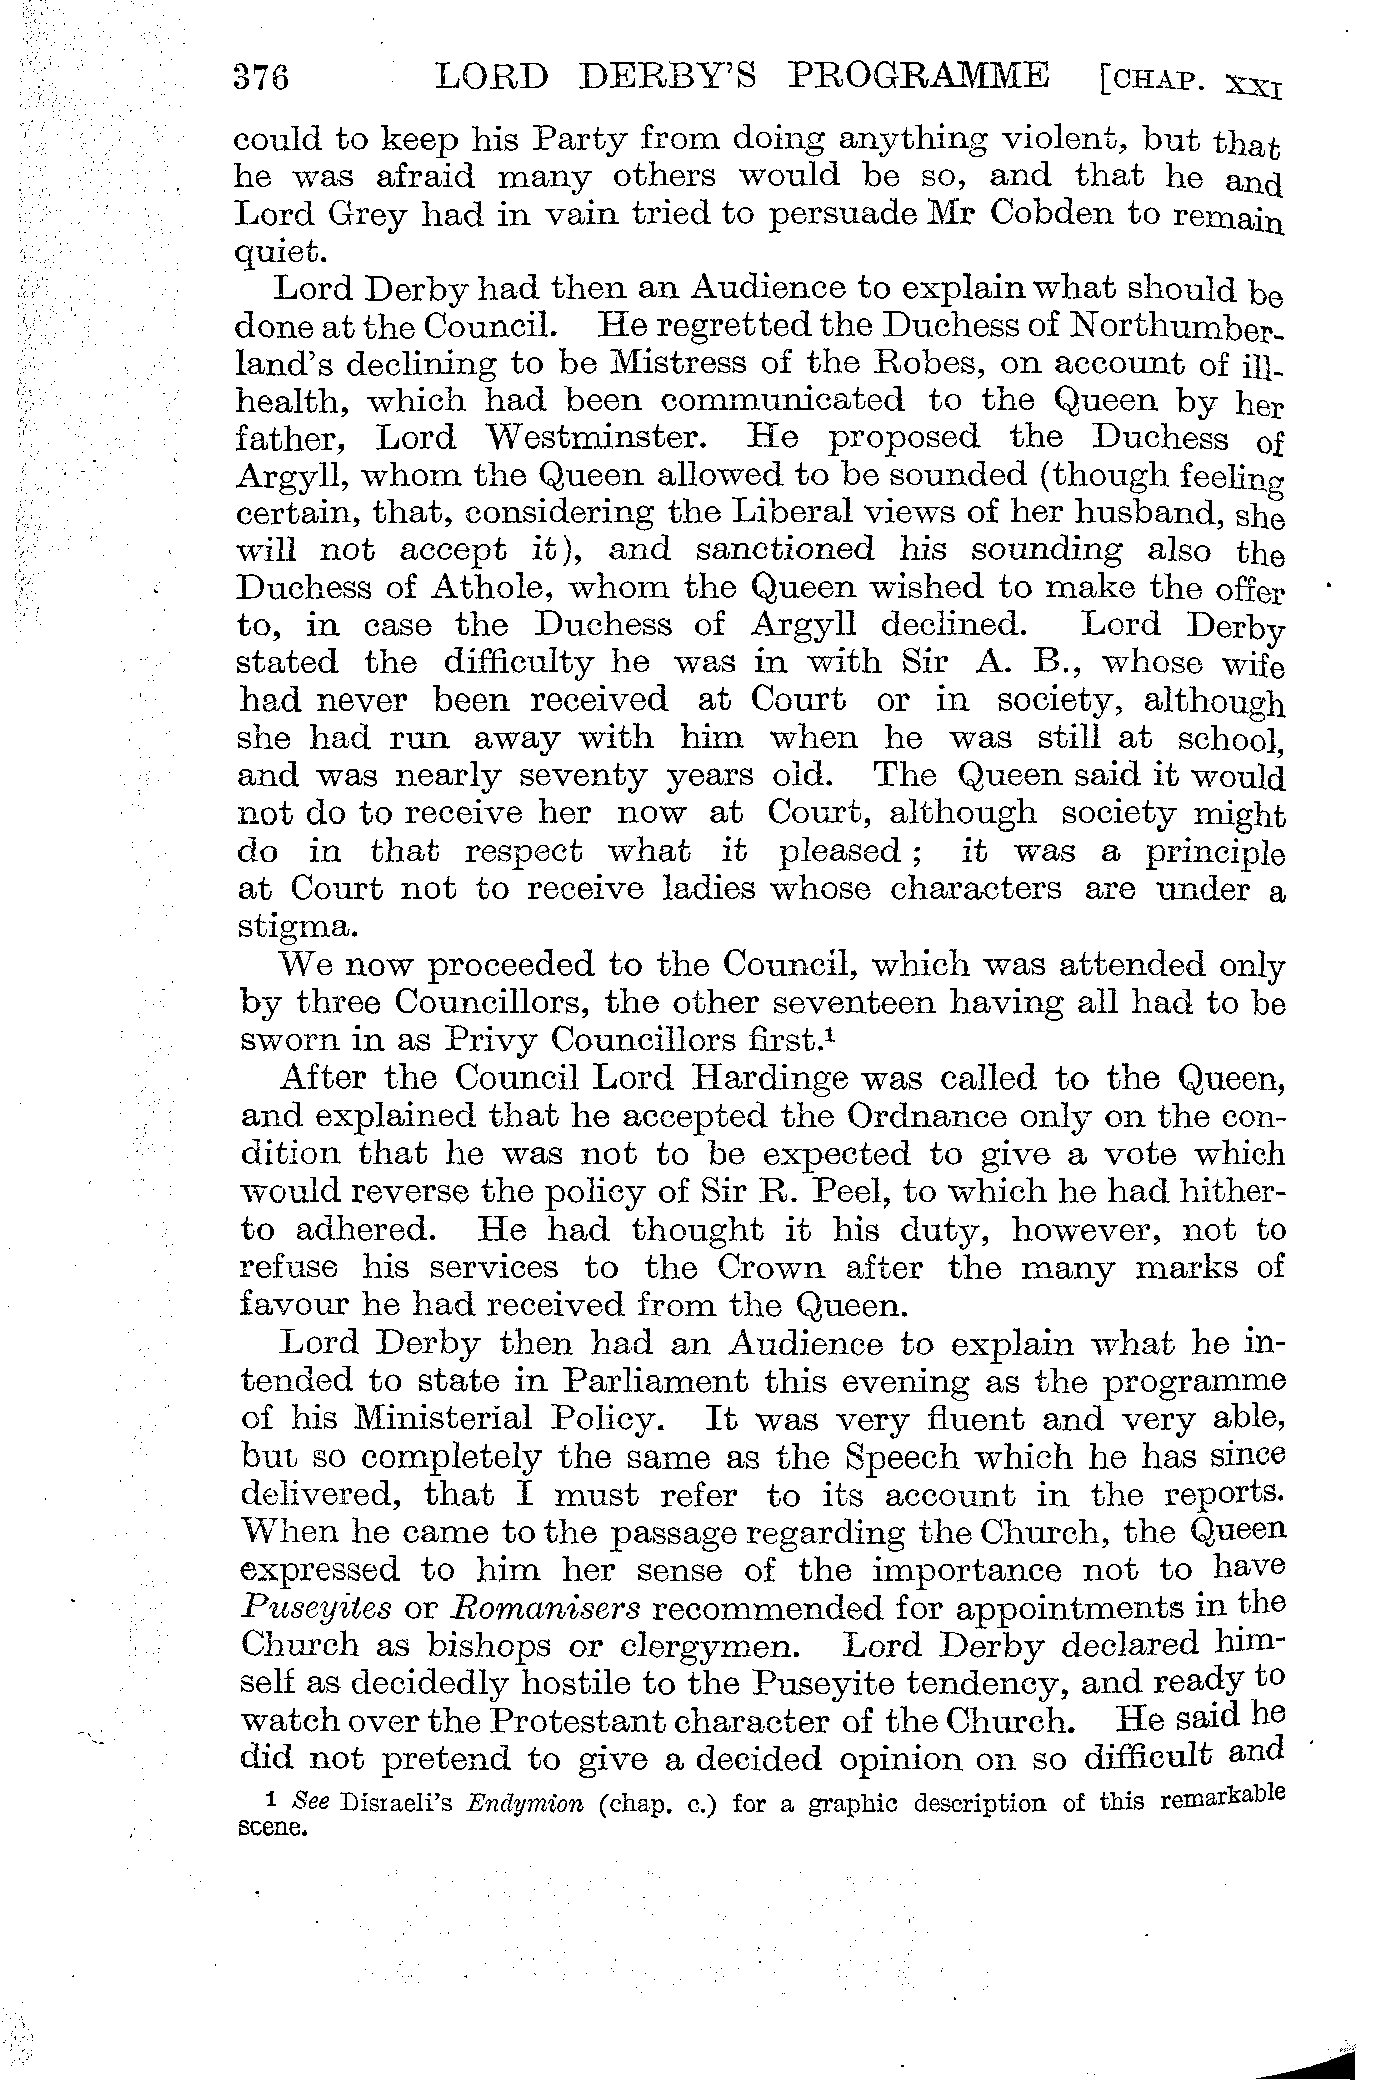 376 LORD DERBY'S PROGRAMME [CHAP. XXI
could to keep his Party from doing anything violent, but that
he was afraid many others would be so, and that he and
Lord Grey had in vain tried to persuade Mr Cobden to remain
quiet.
Lord Derby had then an Audience to explain what should be
done at the Council. He regretted the Duchess of Northumber-
land's declining to be Mistress of the Robes, on account of ill-
health, which had been communicated to the Queen by her
father, Lord Westminster. He proposed the Duchess of
Argyll, whom the Queen allowed to be sounded (though feeling
certain, that, considering the Liberal views of her husband, she
will not accept it), and sanctioned his sounding also the
Duchess of Athole, whom the Queen wished to make the offer
to, in case the Duchess of Argyll declined. Lord Derby
stated the difficulty he was in with Sir A. B., whose wife
had never been received at Court or in society, although
she had run away with him when he was still at school,
and was nearly seventy years old. The Queen said it would
not do to receive her now at Court, although society might
do in that respect what it pleased; it was a principle
at Court not to receive ladies whose characters are under a
stigma.
We now proceeded to the Council, which was attended only
by three Councillors, the other seventeen having all had to be
sworn in as Privy Councillors first.¹
After the Council Lord Hardinge was called to the Queen,
and explained that he accepted the Ordnance only on the con-
dition that he was not to be expected to give a vote which
would reverse the policy of Sir R. Peel, to which he had hither-
to adhered. He had thought it his duty, however, not to
refuse his services to the Crown after the many marks of
favour he had received from the Queen.
Lord Derby then had an Audience to explain what he in-
tended to state in Parliament this evening as the programme
of his Ministerial Policy. It was very fluent and very able,
but so completely the same as the Speech which he has since
delivered, that I must refer to its account in the reports.
When he came to the passage regarding the Church, the Queen
expressed to him her sense of the importance not to have
Puseyites or Romanisers recommended for appointments in the
Church as bishops or clergymen. Lord Derby declared him-
self as decidedly hostile to the Puseyite tendency, and ready to
watch over the Protestant character of the Church. He said he
did not pretend to give a decided opinion on so difficult and
1 See Disraeli's Endymion (chap. c.) for a graphic description of this remarkable
scene.